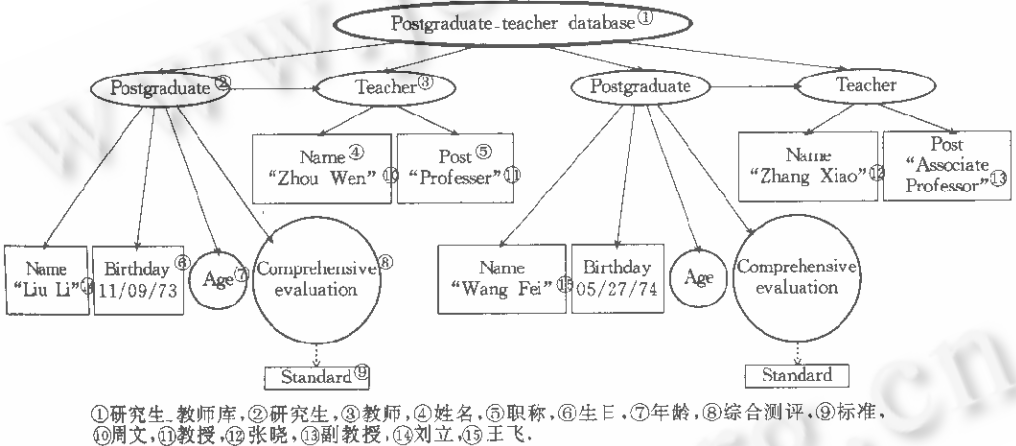 Postgraduate-teacher database①
Postgraduate② Teacher③ Postgraduate Teacher
Name④ Post⑤ Name Post
“Zhou Wen”⑩ “Professer”⑪ “Zhang Xiao”⑫ “Associate
Professor”⑬
Name Birthday⑥ Age⑦ Comprehensive⑧ Name Birthday Age Comprehensive
“Liu Li”⑭ 11/09/73 evaluation “Wang Fei”⑮ 05/27/74 evaluation
Standard⑨ Standard
①研究生_教师库,②研究生,③教师,④姓名,⑤职称,⑥生日,⑦年龄,⑧综合测评,⑨标准,
⑩周文,⑪教授,⑫张晓,⑬副教授,⑭刘立,⑮王飞.